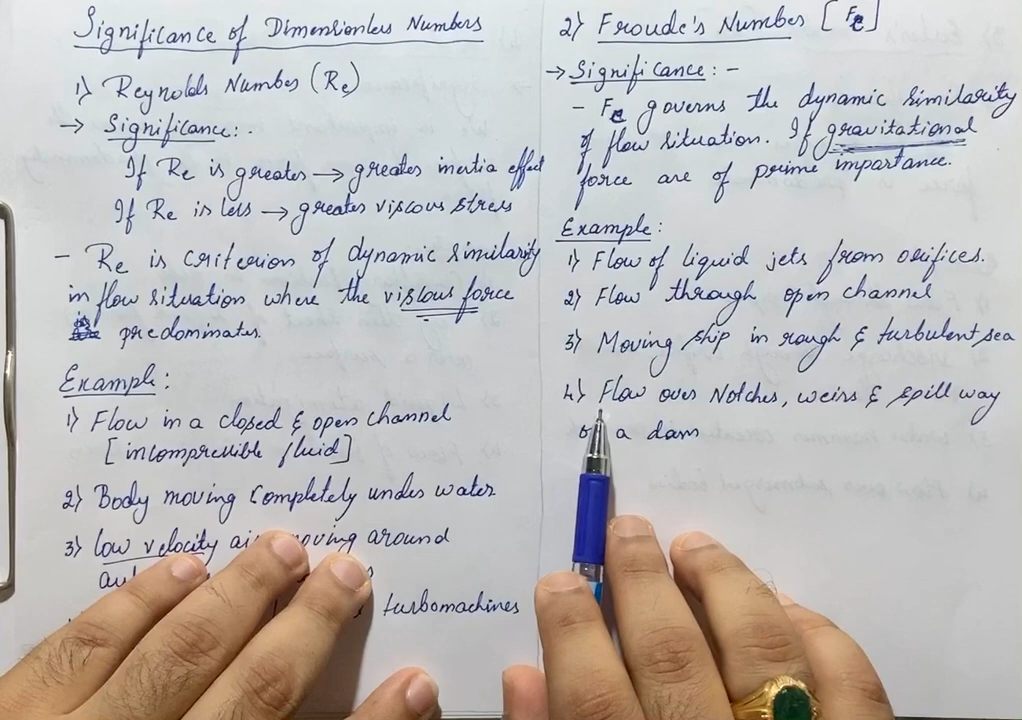 Significance of Dimensionless Numbers
1) Reynolds Number (Re)
→ Significance:-
If Re is greater → greater inertia effect
If Re is less → greater viscous stress
- Re is criterion of dynamic similarity
in flow situation where the viscous force
predominates.
Example:
1) Flow in a closed & open channel
[incompressible fluid]
2) Body moving completely under water
3) low velocity air moving around
turbomachines
2) Froude's Number [Fe]
→ Significance:-
- Fe governs the dynamic similarity
of flow situation. If gravitational
force are of prime importance.
Example:
1) Flow of liquid jets from orifices.
2) Flow through open channel
3) Moving ship in rough & turbulent sea
4) Flow over Notches, weirs & spill way
a dam